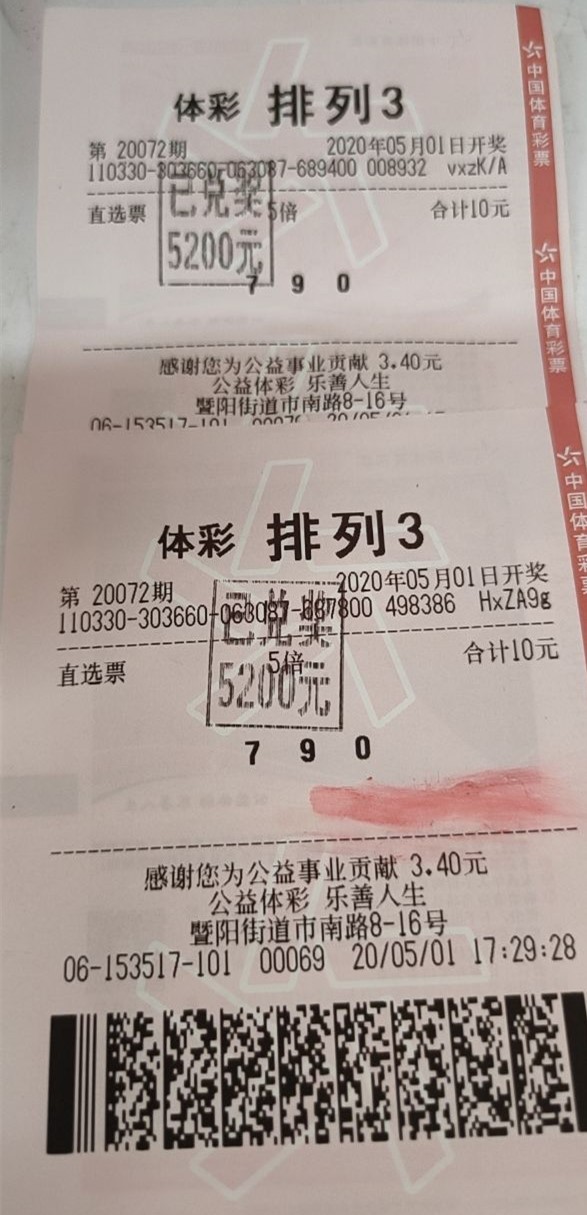 体彩 排列3
第 20072期 2020年05月01日开奖
110330-303660-063087-689400 008932 vxzK/A
已兑奖
直选票 5倍 合计10元
5200元
7 9 0
感谢您为公益事业贡献 3.40元
公益体彩 乐善人生
暨阳街道市南路8-16号
06-153517-101
中国体育彩票
中国体育彩票
中国体育彩票
体彩 排列3
第 20072期 2020年05月01日开奖
110330-303660-063087-687800 498386 HxZA9g
已兑奖
直选票 5倍 合计10元
5200元
7 9 0
感谢您为公益事业贡献 3.40元
公益体彩 乐善人生
暨阳街道市南路8-16号
06-153517-101 00069 20/05/01 17:29:28